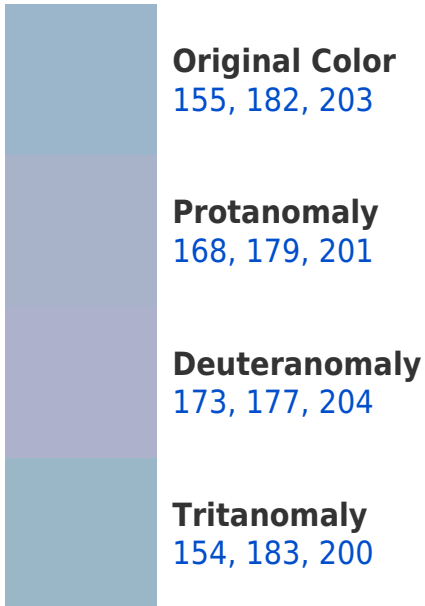 Original Color
155, 182, 203
Protanomaly
168, 179, 201
Deuteranomaly
173, 177, 204
Tritanomaly
154, 183, 200